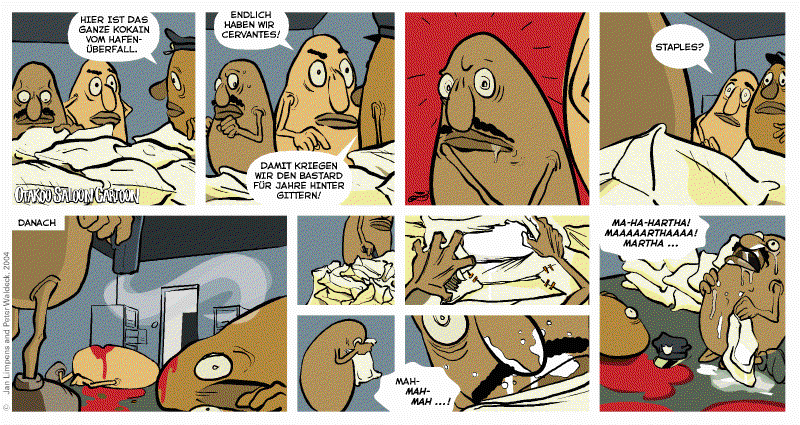 HIER IST DAS
GANZE KOKAIN
VOM HAFEN-
ÜBERFALL.
ENDLICH
HABEN WIR
CERVANTES!
DAMIT KRIEGEN
WIR DEN BASTARD
FÜR JAHRE HINTER
GITTERN!
STAPLES?
OTAKOO SALOON CARTOON
DANACH
MAH-
MAH-
MAH ...!
MA-HA-HARTHA!
MAAAAARTHAAAA!
MARTHA ...
© Jan Limpens and Peter Waldeck, 2004